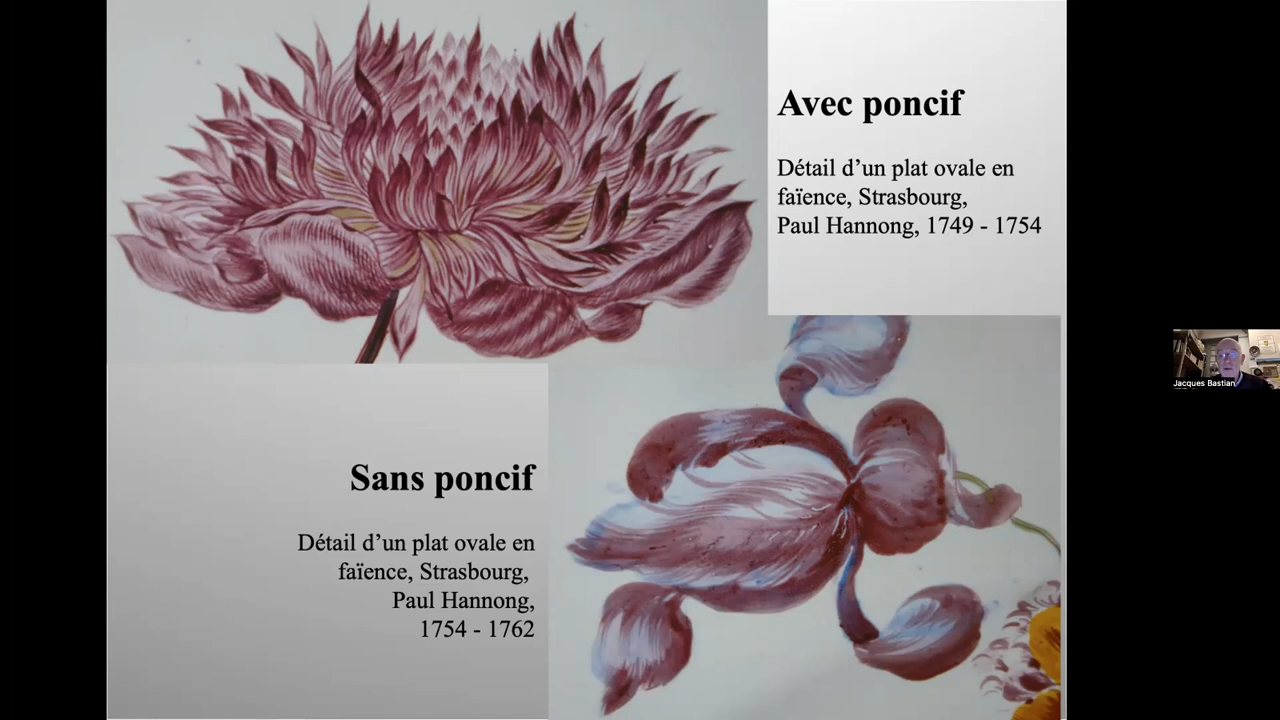 Avec poncif
Détail d’un plat ovale en
faïence, Strasbourg,
Paul Hannong, 1749 - 1754
Sans poncif
Détail d’un plat ovale en
faïence, Strasbourg,
Paul Hannong,
1754 - 1762
Jacques Bastian